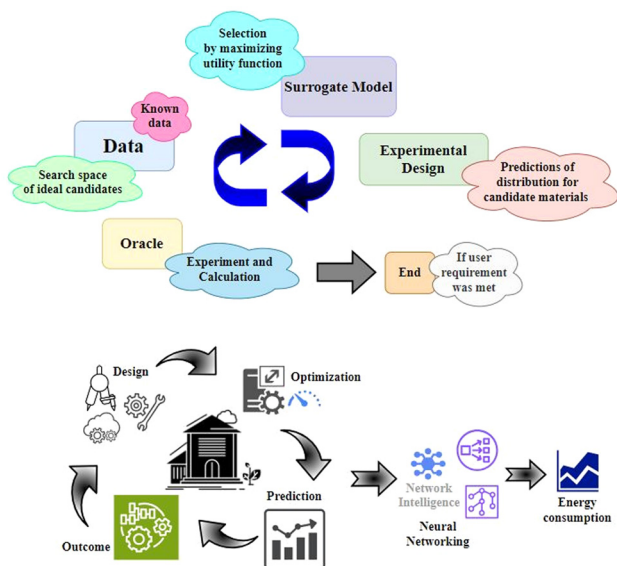 Selection
by maximizing
utility function
Surrogate Model
Known
data
Data
Search space
of ideal candidates
Experimental
Design
Predictions of
distribution for
candidate materials
Oracle
Experiment and
Calculation
End
If user
requirement
was met
Design
Optimization
Prediction
Outcome
Network
Intelligence
Neural
Networking
Energy
consumption